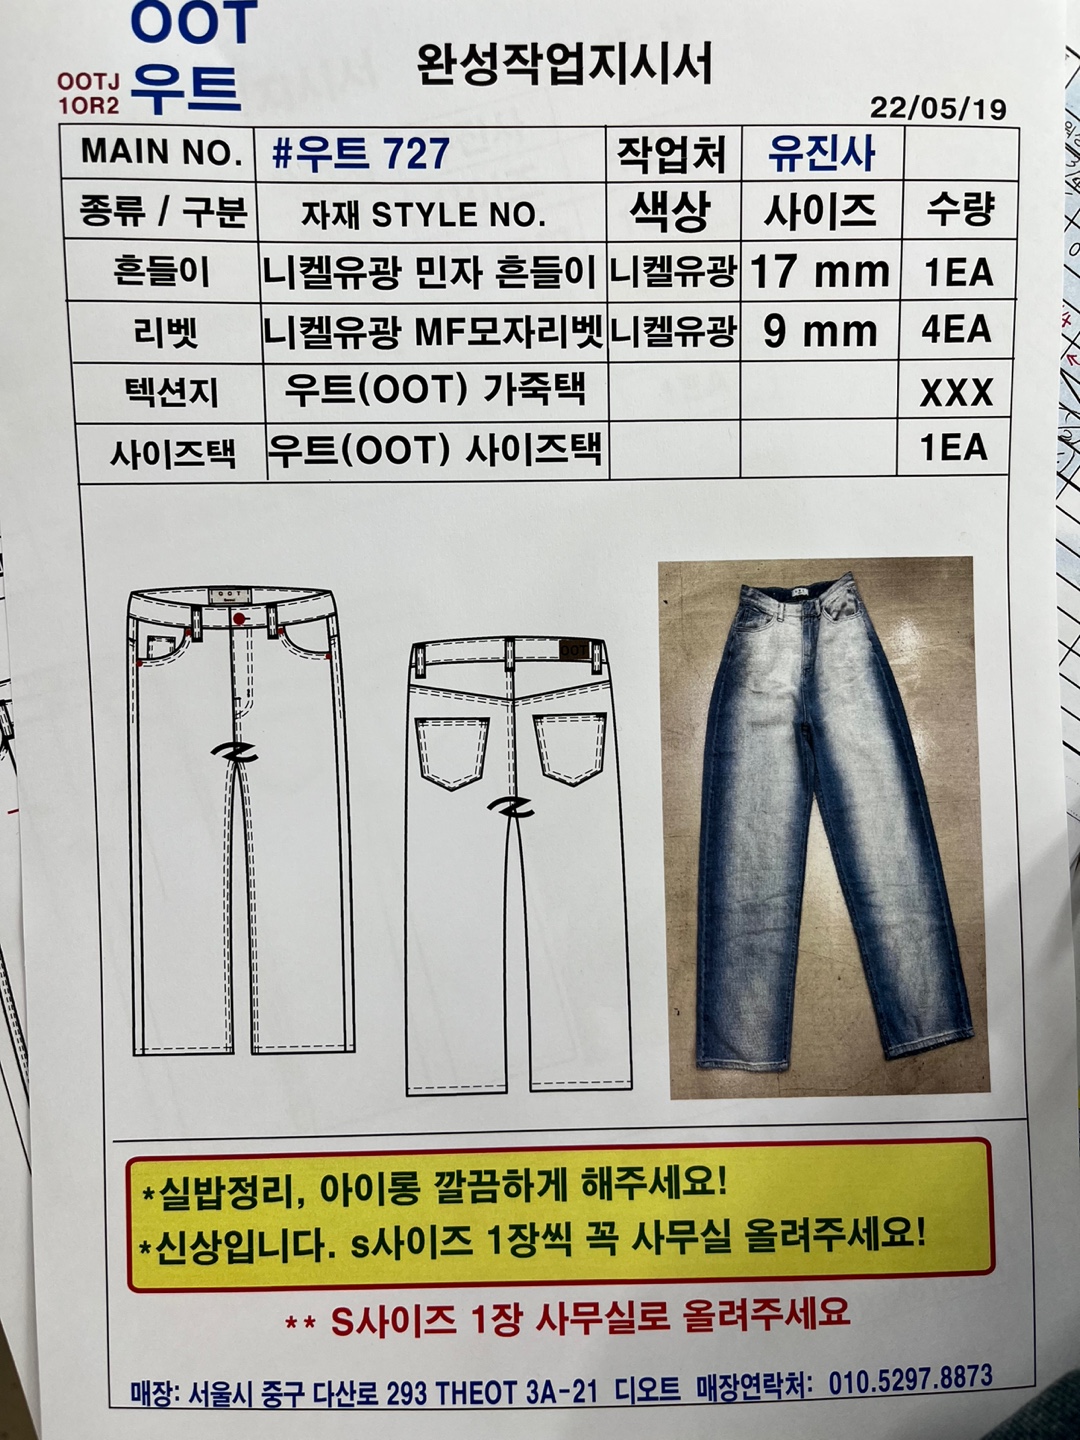 OOT
우트
OOTJ
1OR2
완성작업지시서
22/05/19
MAIN NO. #우트 727 작업처 유진사
종류 / 구분 자재 STYLE NO. 색상 사이즈 수량
흔들이 니켈유광 민자 흔들이 니켈유광 17 mm 1EA
리벳 니켈유광 MF모자리벳 니켈유광 9 mm 4EA
텍션지 우트(OOT) 가죽택 XXX
사이즈택 우트(OOT) 사이즈택 1EA
OOT
OOT
*실밥정리, 아이롱 깔끔하게 해주세요!
*신상입니다. s사이즈 1장씩 꼭 사무실 올려주세요!
** S사이즈 1장 사무실로 올려주세요
매장: 서울시 중구 다산로 293 THEOT 3A-21 디오트 매장연락처: 010.5297.8873